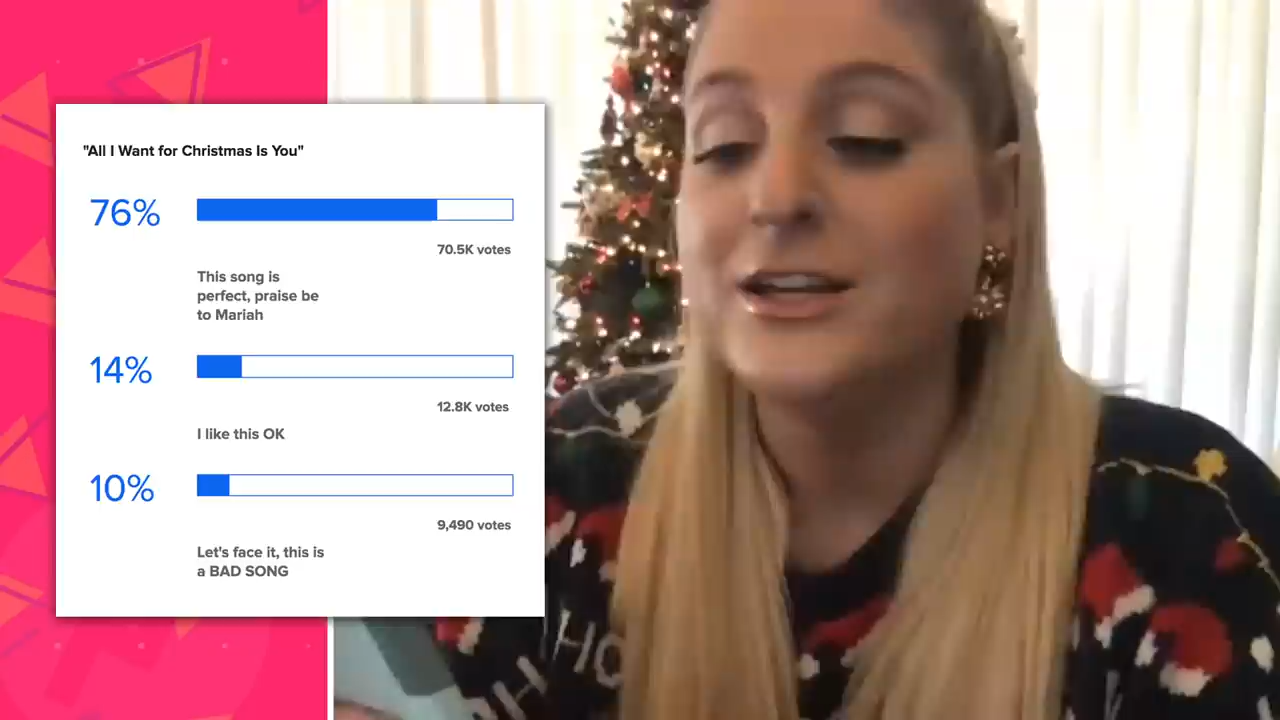 "All I Want for Christmas Is You"
76%
70.5K votes
This song is
perfect, praise be
to Mariah
14%
12.8K votes
I like this OK
10%
9,490 votes
Let's face it, this is
a BAD SONG
HO